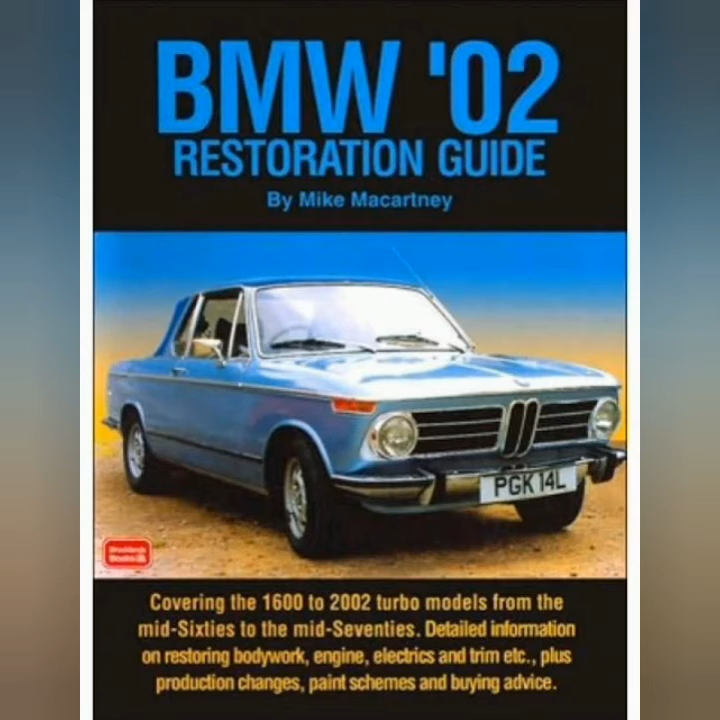 BMW '02
RESTORATION GUIDE
By Mike Macartney
PGK 14L
Brooklands
Books
Covering the 1600 to 2002 turbo models from the
mid-Sixties to the mid-Seventies. Detailed information
on restoring bodywork, engine, electrics and trim etc., plus
production changes, paint schemes and buying advice.